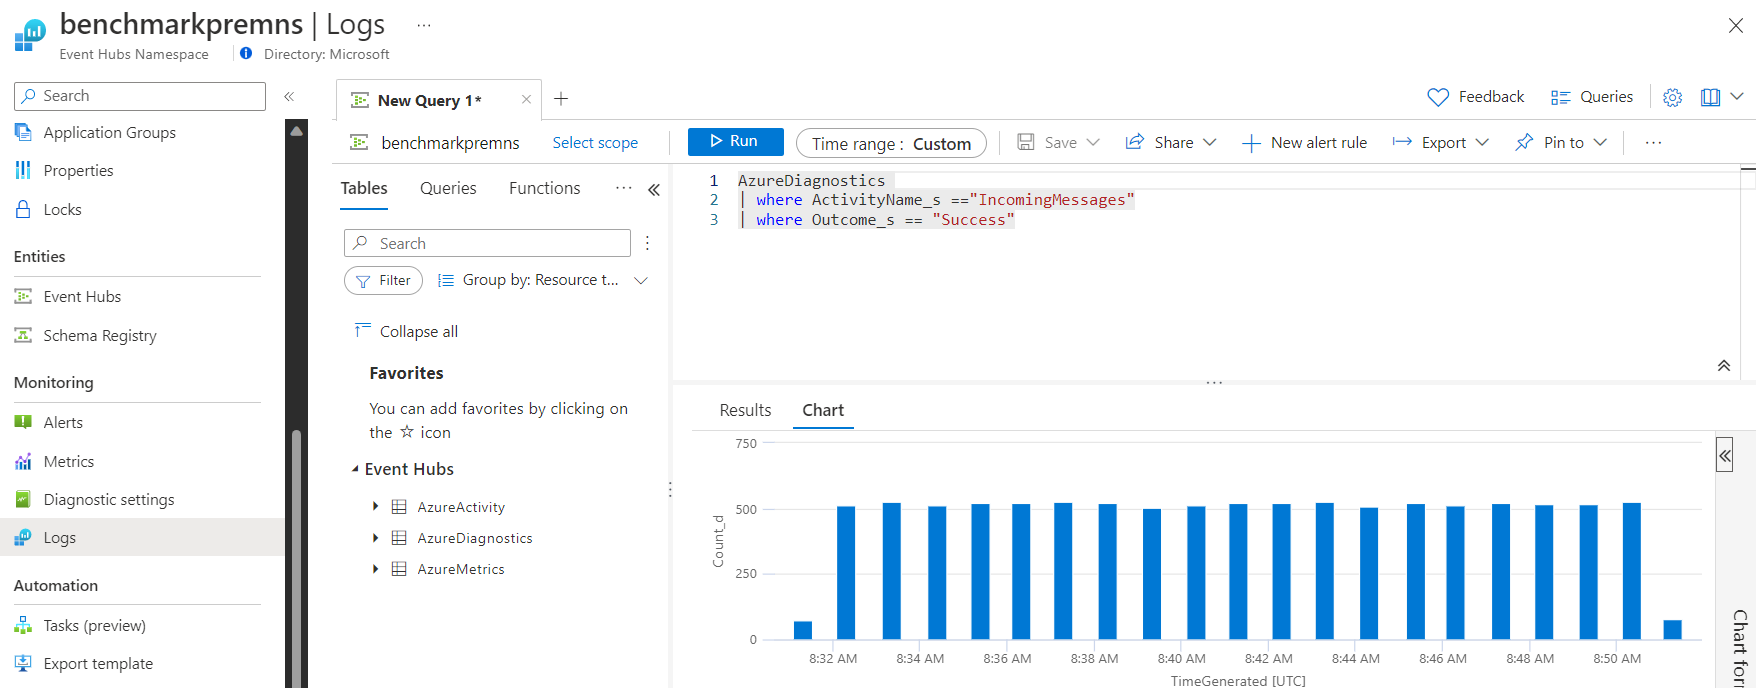 benchmarkpremns | Logs ...
Event Hubs Namespace Directory: Microsoft
Search
Application Groups
Properties
Locks
Entities
Event Hubs
Schema Registry
Monitoring
Alerts
Metrics
Diagnostic settings
Logs
Automation
Tasks (preview)
Export template
New Query 1*
Feedback
Queries
benchmarkpremns Select scope
Run
Time range : Custom
Save
Share
New alert rule
Export
Pin to
...
Tables Queries Functions ...
Search
Filter
Group by: Resource t...
Collapse all
Favorites
You can add favorites by clicking on
the ☆ icon
Event Hubs
AzureActivity
AzureDiagnostics
AzureMetrics
1 AzureDiagnostics
2 | where ActivityName_s =="IncomingMessages"
3 | where Outcome_s == "Success"
Results Chart
750
500
250
0
Count_d
8:32 AM 8:34 AM 8:36 AM 8:38 AM 8:40 AM 8:42 AM 8:44 AM 8:46 AM 8:48 AM 8:50 AM
TimeGenerated [UTC]
Chart